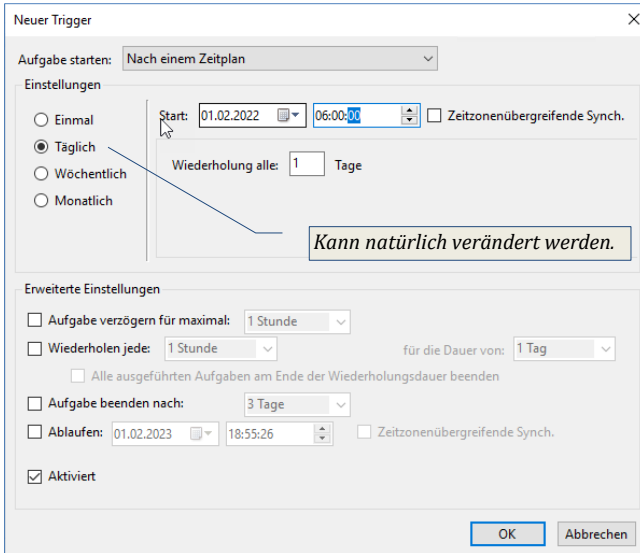 Neuer Trigger
Aufgabe starten: Nach einem Zeitplan
Einstellungen
Einmal
Täglich
Wöchentlich
Monatlich
Start: 01.02.2022 06:00:00 Zeitzonenübergreifende Synch.
Wiederholung alle: 1 Tage
Kann natürlich verändert werden.
Erweiterte Einstellungen
Aufgabe verzögern für maximal: 1 Stunde
Wiederholen jede: 1 Stunde für die Dauer von: 1 Tag
Alle ausgeführten Aufgaben am Ende der Wiederholungsdauer beenden
Aufgabe beenden nach: 3 Tage
Ablaufen: 01.02.2023 18:55:26 Zeitzonenübergreifende Synch.
Aktiviert
OK Abbrechen